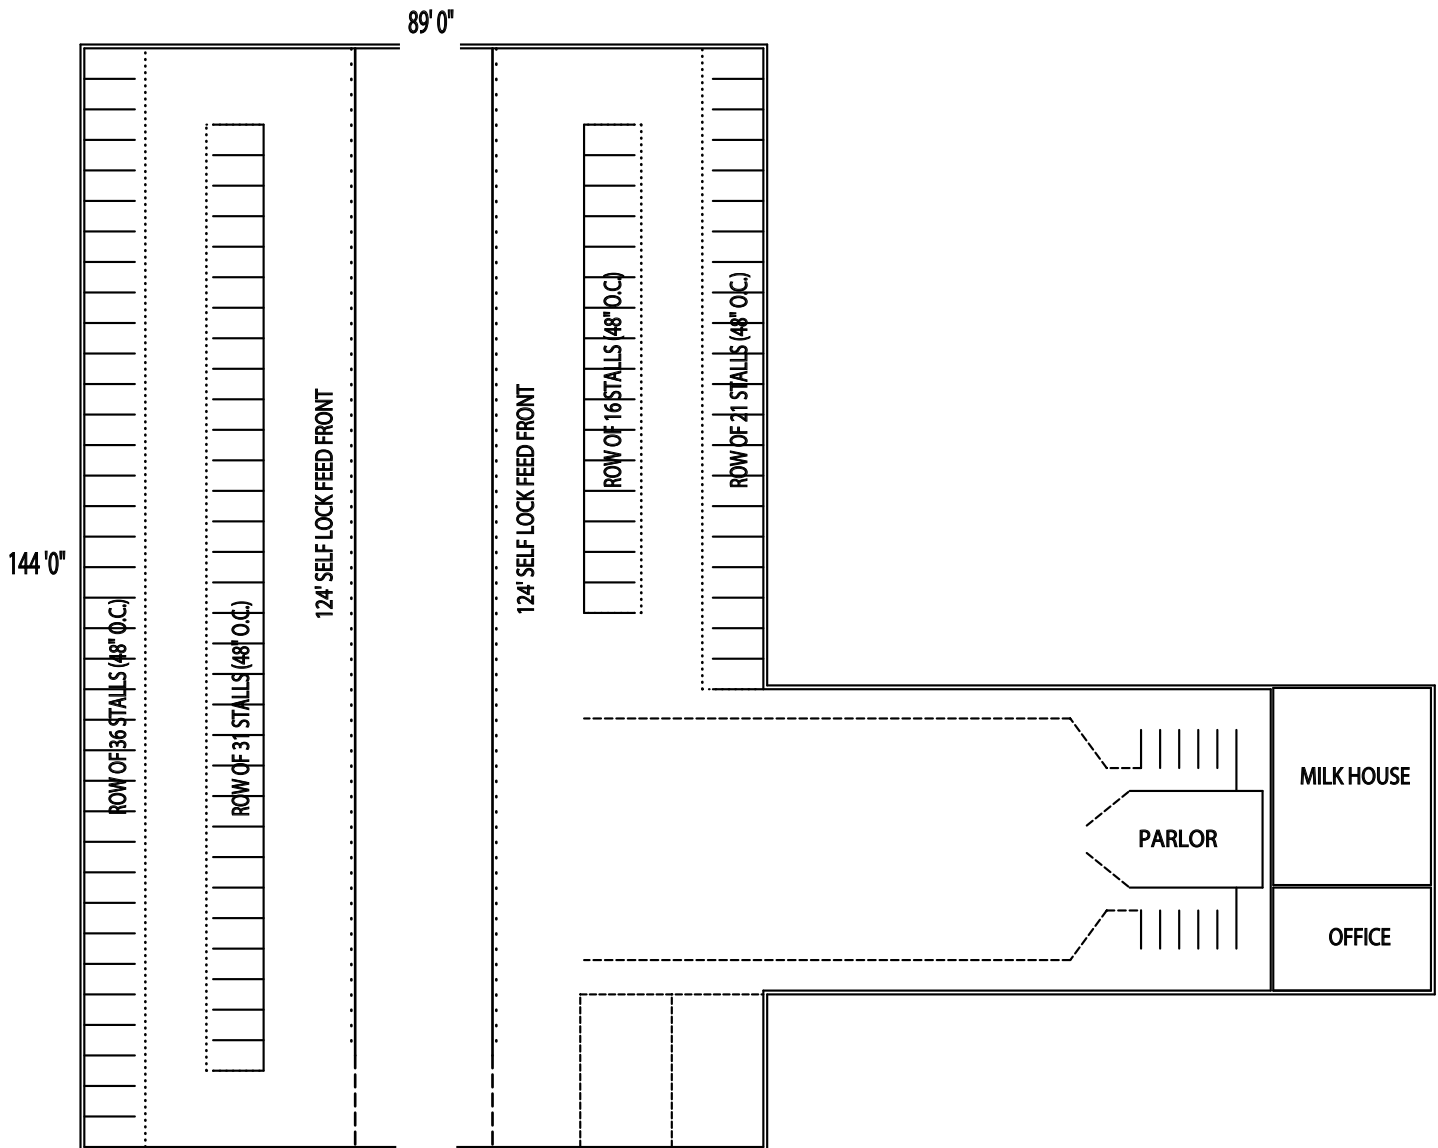 89' 0"
144 '0"
ROW OF 36 STALLS (48" O.C.)
ROW OF 31 STALLS (48" O.C.)
124' SELF LOCK FEED FRONT
124' SELF LOCK FEED FRONT
ROW OF 16 STALLS (48" O.C.)
ROW OF 21 STALLS (48" O.C.)
MILK HOUSE
PARLOR
OFFICE